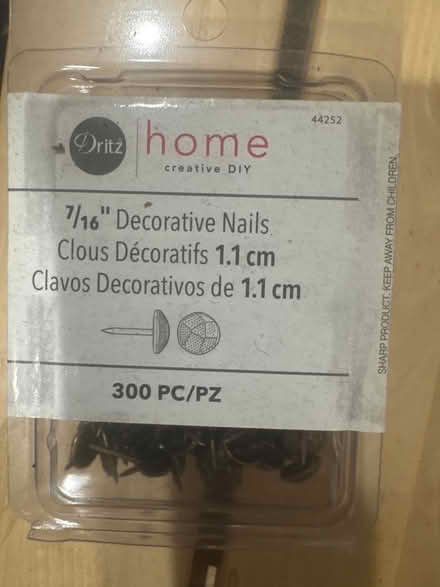 44252
Dritz home
creative DIY
7/16" Decorative Nails
Clous Décoratifs 1.1 cm
Clavos Decorativos de 1.1 cm
300 PC/PZ
SHARP PRODUCT. KEEP AWAY FROM CHILDREN.